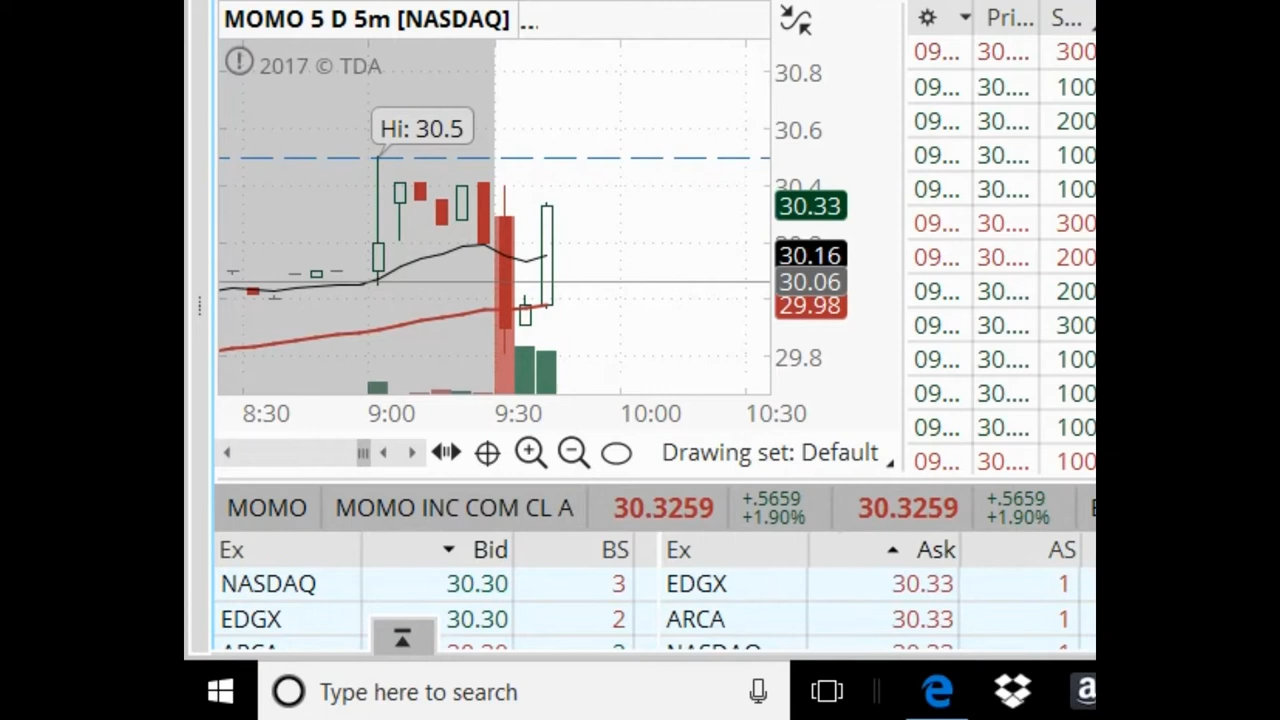 MOMO 5 D 5m [NASDAQ] ...
Pri... S...
2017 © TDA
Hi: 30.5
30.8
30.6
30.4
30.33
30.16
30.06
29.98
29.8
8:30 9:00 9:30 10:00 10:30
09... 30.... 300
09... 30.... 100
09... 30.... 200
09... 30.... 100
09... 30.... 100
09... 30.... 100
09... 30.... 200
09... 30.... 200
09... 30.... 300
09... 30.... 100
09... 30.... 100
09... 30.... 100
09... 30.... 100
Drawing set: Default
MOMO MOMO INC COM CL A 30.3259 +.5659 +1.90% 30.3259 +.5659 +1.90%
Ex Bid BS Ex Ask AS
NASDAQ 30.30 3 EDGX 30.33 1
EDGX 30.30 2 ARCA 30.33 1
Type here to search